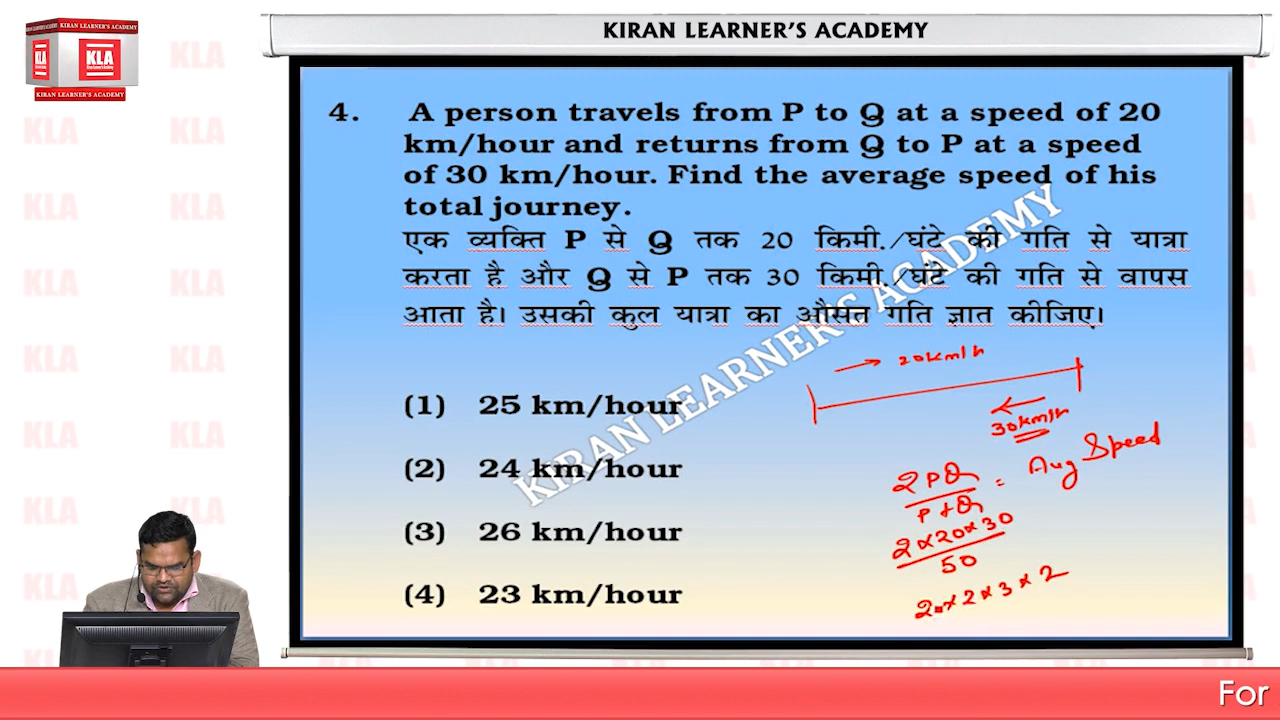 KIRAN LEARNER'S ACADEMY
KIRAN LEARNER'S ACADEMY
KLA
Kiran Learner's Academy
KIRAN LEARNER'S ACADEMY
4. A person travels from P to Q at a speed of 20
km/hour and returns from Q to P at a speed
of 30 km/hour. Find the average speed of his
total journey.
एक व्यक्ति P से Q तक 20 किमी./घंटे की गति से यात्रा
करता है और Q से P तक 30 किमी./घंटे की गति से वापस
आता है। उसकी कुल यात्रा का औसत गति ज्ञात कीजिए।
(1) 25 km/hour
(2) 24 km/hour
(3) 26 km/hour
(4) 23 km/hour
20km/h
30km/h
2PQ
P+Q
= Avg Speed
2×20×30
50
2×2×3×2
KIRAN LEARNER'S ACADEMY
For